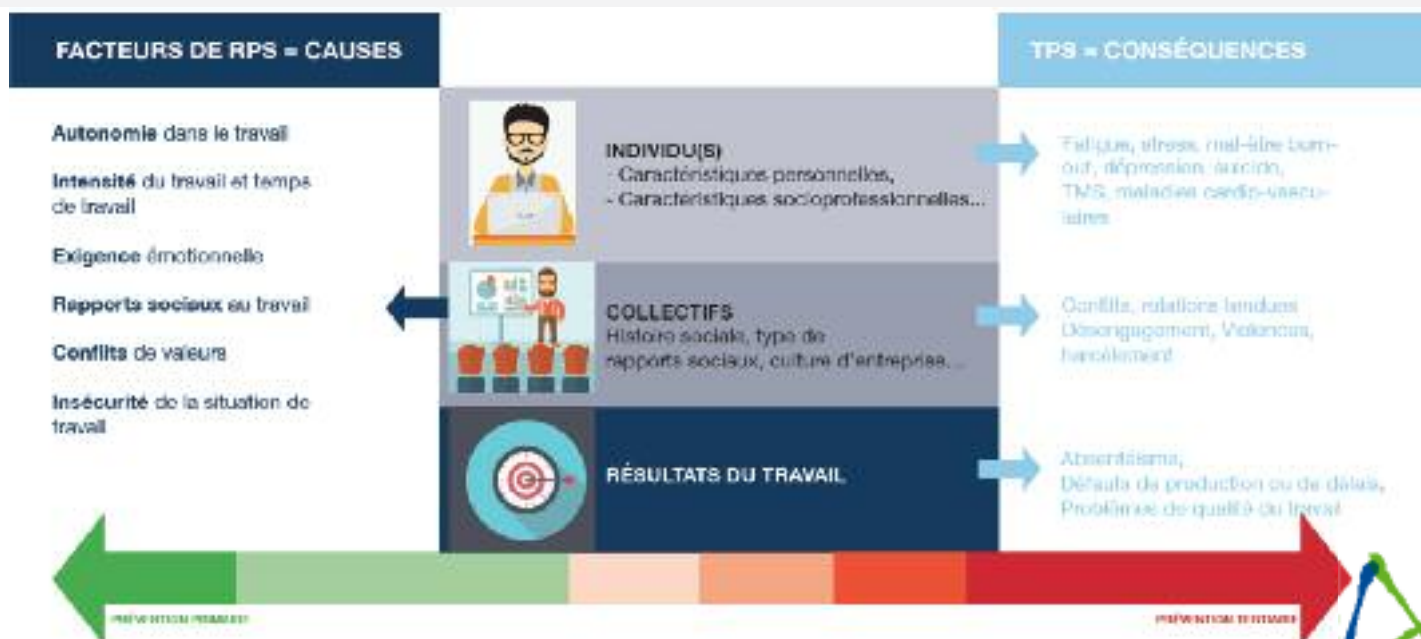 FACTEURS DE RPS = CAUSES
TPS = CONSÉQUENCES
Autonomie dans le travail
Intensité du travail et temps
de travail
Exigence émotionnelle
Rapports sociaux au travail
Conflits de valeurs
Insécurité de la situation de
travail
INDIVIDU(S)
- Caractéristiques personnelles,
- Caractéristiques socioprofessionnelles...
COLLECTIFS
Histoire sociale, type de
rapports sociaux, culture d'entreprise...
RÉSULTATS DU TRAVAIL
Fatigue, stress, mal-être burn-
out, dépression, suicide,
TMS, maladies cardio-vascu-
laires
Conflits, relations tendues
Désengagement, Violences,
harcèlement
Absentéisme,
Défauts de production ou de délais,
Problèmes de qualité du travail
PRÉVENTION PRIMAIRE
PRÉVENTION TERTIAIRE